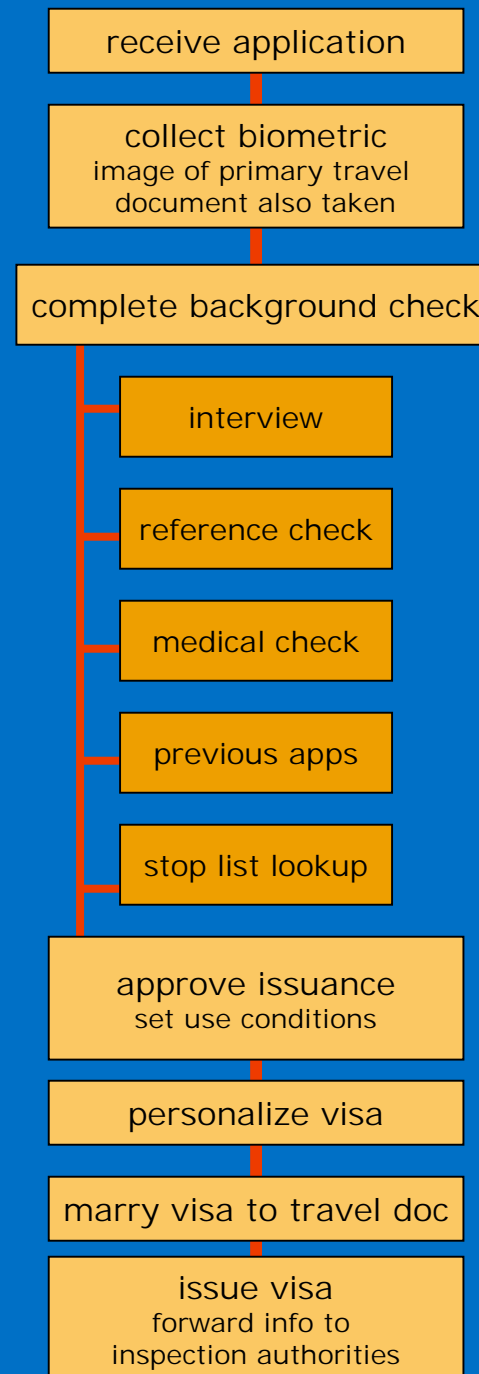 receive application
collect biometric
image of primary travel
document also taken
complete background check
interview
reference check
medical check
previous apps
stop list lookup
approve issuance
set use conditions
personalize visa
marry visa to travel doc
issue visa
forward info to
inspection authorities